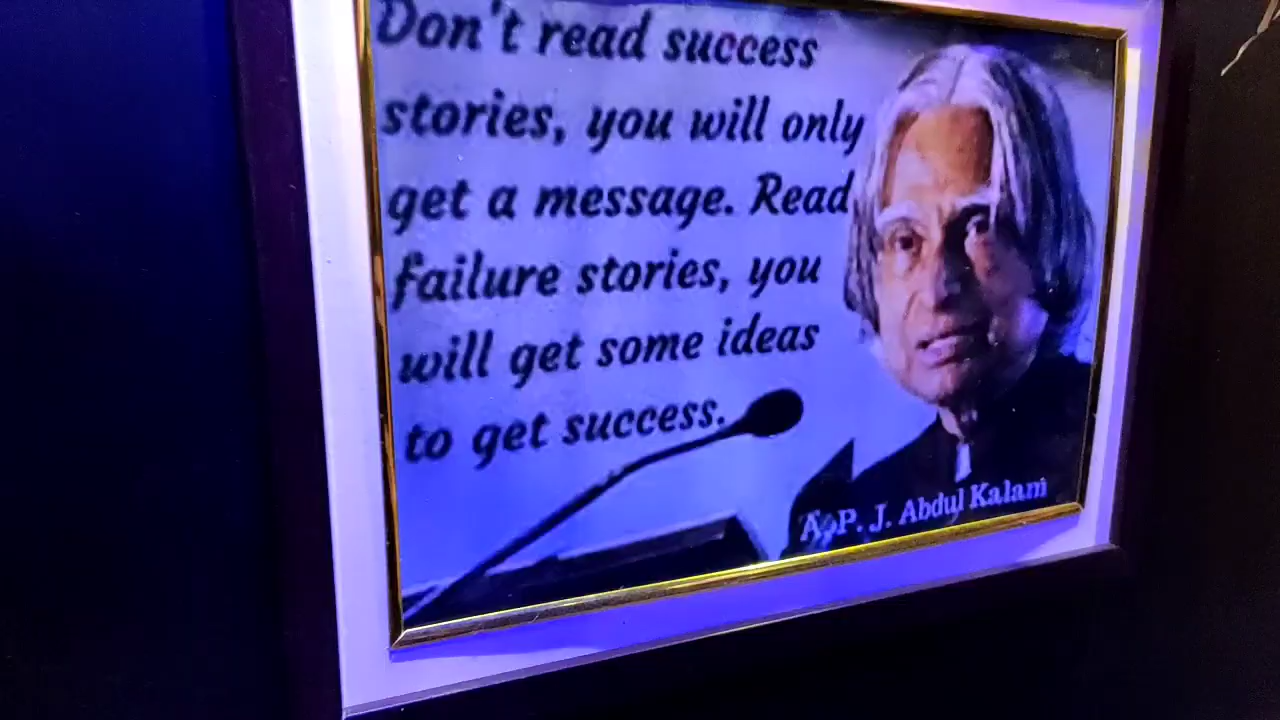 Don't read success
stories, you will only
get a message. Read
failure stories, you
will get some ideas
to get success.
A. P. J. Abdul Kalam